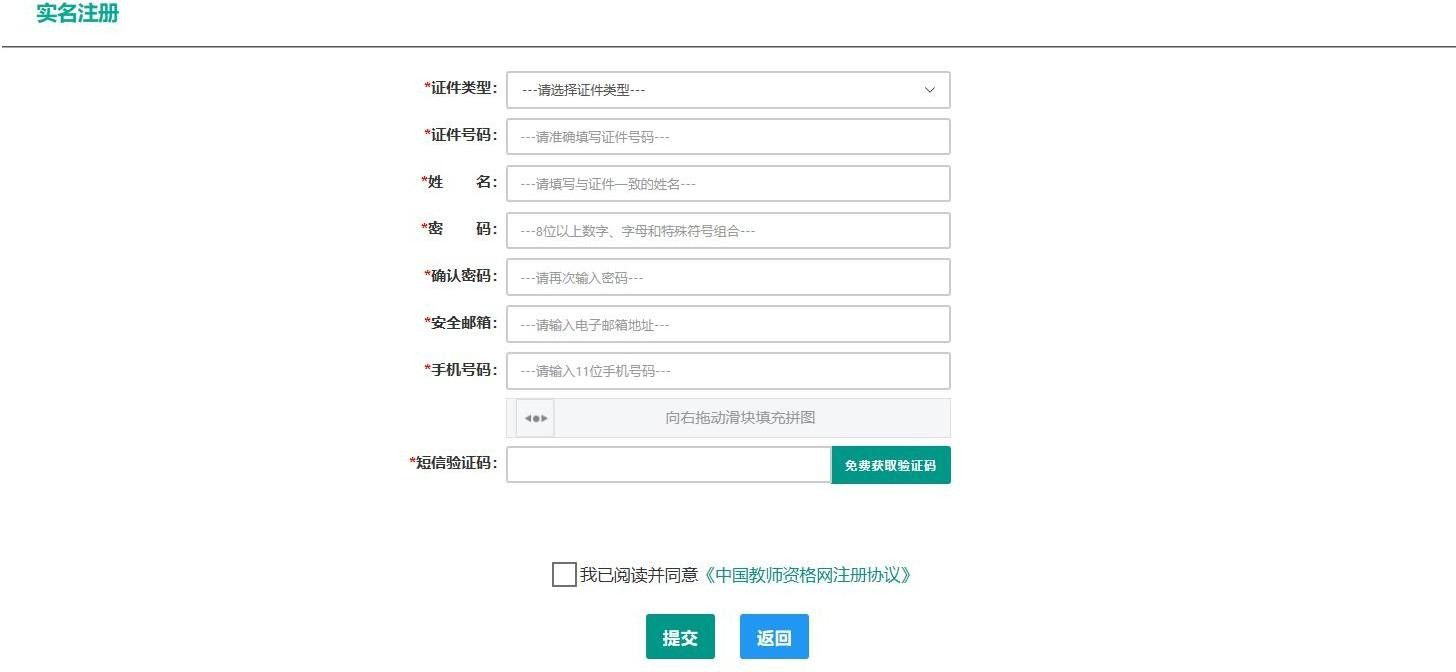 实名注册
*证件类型： ---请选择证件类型---
*证件号码： ---请准确填写证件号码---
*姓 名： ---请填写与证件一致的姓名---
*密 码： ---8位以上数字、字母和特殊符号组合---
*确认密码： ---请再次输入密码---
*安全邮箱： ---请输入电子邮箱地址---
*手机号码： ---请输入11位手机号码---
向右拖动滑块填充拼图
*短信验证码： 免费获取验证码
我已阅读并同意《中国教师资格网注册协议》
提交 返回